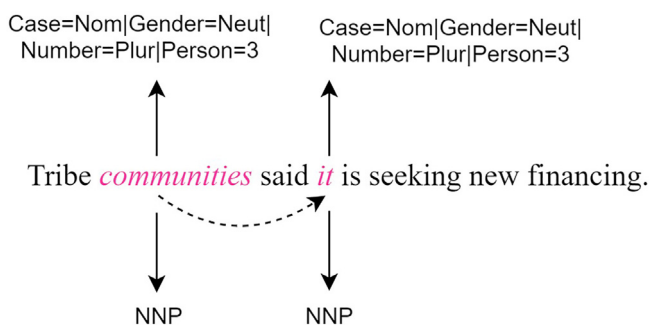 Case=Nom|Gender=Neut|
Number=Plur|Person=3
Case=Nom|Gender=Neut|
Number=Plur|Person=3
Tribe communities said it is seeking new financing.
NNP
NNP